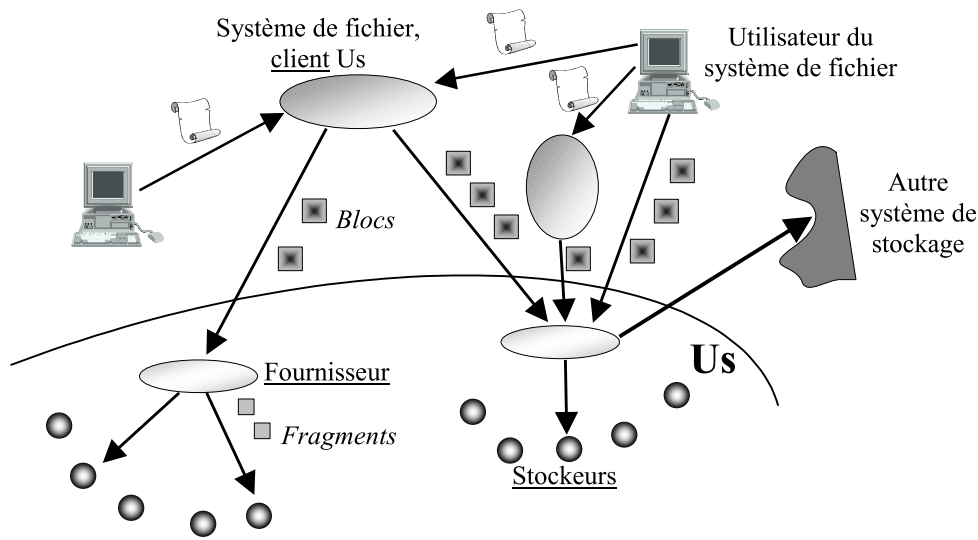 Système de fichier,
client Us
Utilisateur du
système de fichier
Autre
système de
stockage
Blocs
Us
Fournisseur
Fragments
Stockeurs